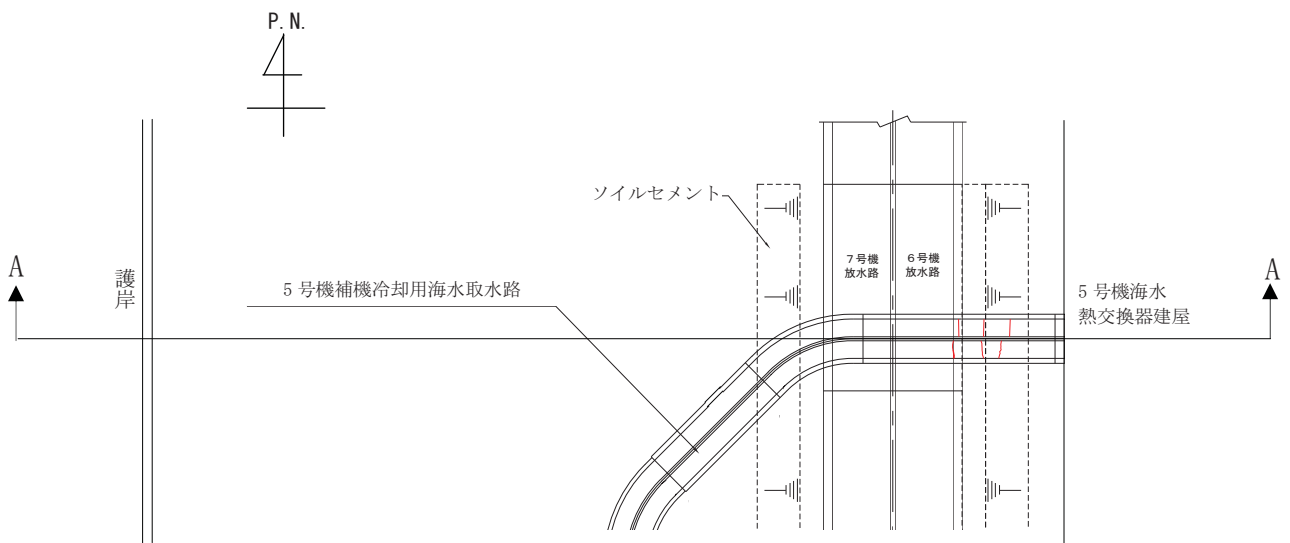 P. N.
ソイルセメント
7号機
放水路
6号機
放水路
A
護岸
5号機補機冷却用海水取水路
5号機海水
熱交換器建屋
A